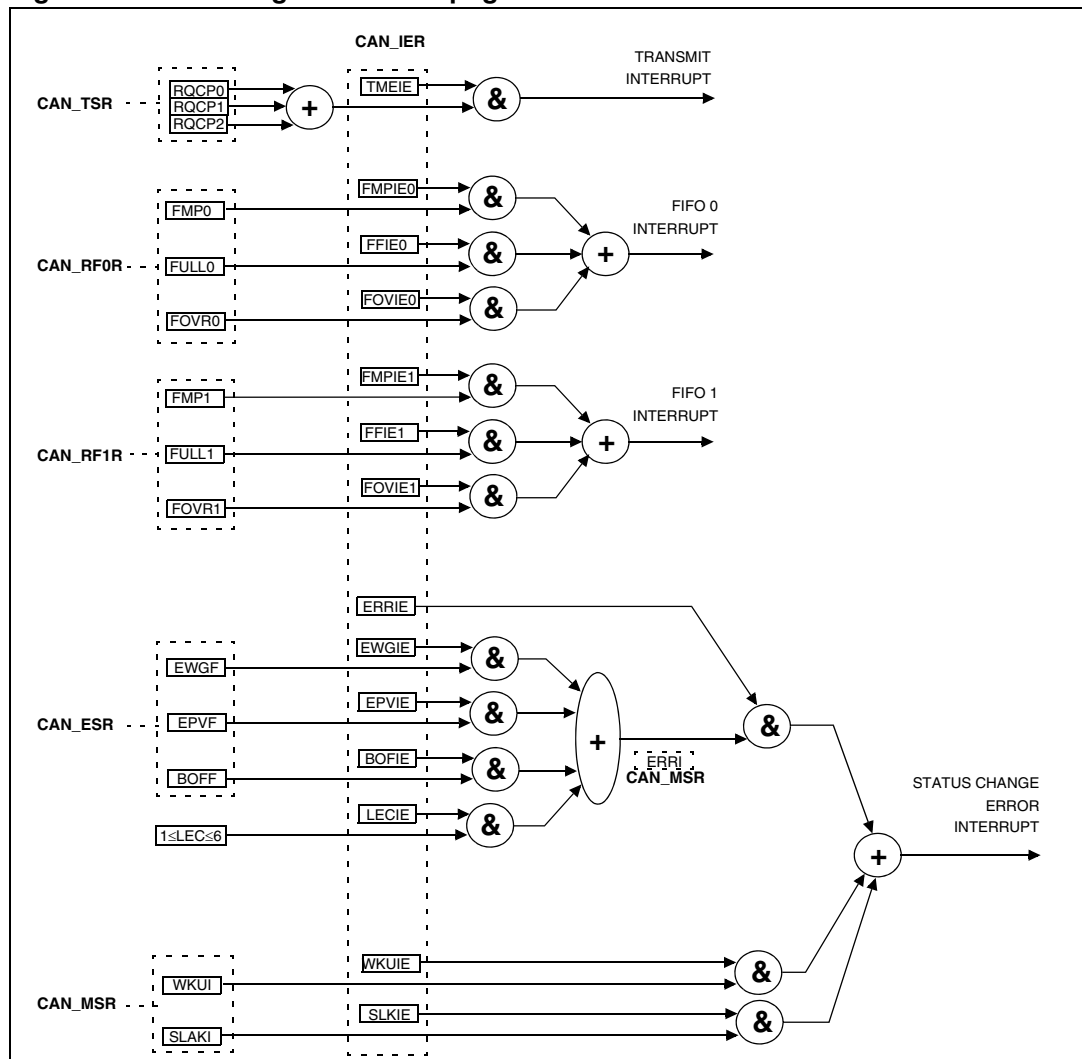 CAN_IER
TRANSMIT
INTERRUPT
CAN_TSR
RQCP0
RQCP1
RQCP2
+
TMEIE
&
FMPIE0
&
FMP0
FIFO 0
INTERRUPT
CAN_RF0R
FULL0
FFIE0
&
+
FOVIE0
&
FOVR0
FMPIE1
&
FMP1
FIFO 1
INTERRUPT
CAN_RF1R
FULL1
FFIE1
&
+
FOVIE1
&
FOVR1
ERRIE
EWGIE
&
EWGF
CAN_ESR
EPVF
EPVIE
&
+
&
ERRI
CAN_MSR
BOFIE
&
BOFF
LECIE
&
1≤LEC≤6
STATUS CHANGE
ERROR
INTERRUPT
+
WKUIE
&
WKUI
CAN_MSR
SLKIE
&
SLAKI